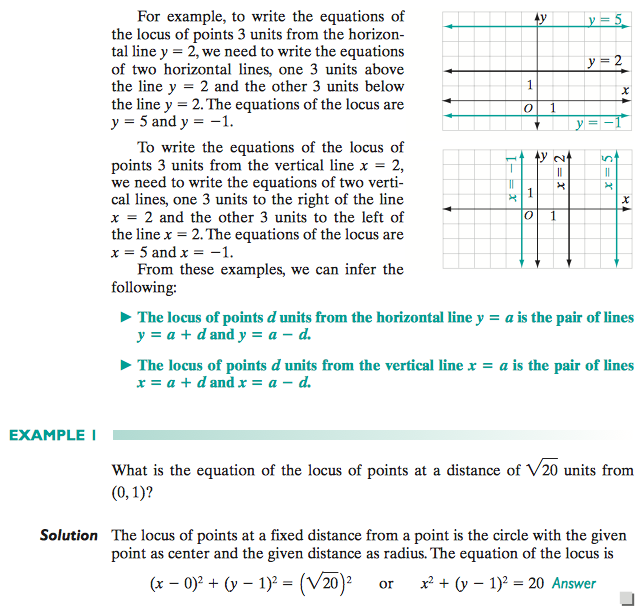 For example, to write the equations of
the locus of points 3 units from the horizon-
tal line y = 2, we need to write the equations
of two horizontal lines, one 3 units above
the line y = 2 and the other 3 units below
the line y = 2. The equations of the locus are
y = 5 and y = −1.
y
y = 5
y = 2
1
x
O 1
y = −1
To write the equations of the locus of
points 3 units from the vertical line x = 2,
we need to write the equations of two verti-
cal lines, one 3 units to the right of the line
x = 2 and the other 3 units to the left of
the line x = 2. The equations of the locus are
x = 5 and x = −1.
From these examples, we can infer the
following:
x = −1
y
x = 2
x = 5
1
x
O 1
▶ The locus of points d units from the horizontal line y = a is the pair of lines
y = a + d and y = a − d.
▶ The locus of points d units from the vertical line x = a is the pair of lines
x = a + d and x = a − d.
EXAMPLE 1
What is the equation of the locus of points at a distance of √20 units from
(0, 1)?
Solution The locus of points at a fixed distance from a point is the circle with the given
point as center and the given distance as radius. The equation of the locus is
(x − 0)² + (y − 1)² = (√20)² or x² + (y − 1)² = 20 Answer